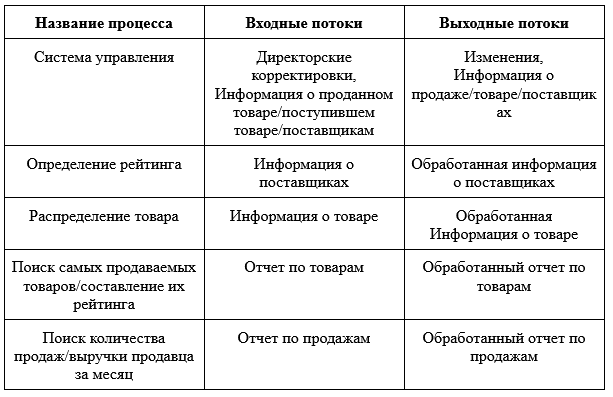 Название процесса
Входные потоки
Выходные потоки
Система управления
Директорские
корректировки,
Информация о проданном
товаре/поступившем
товаре/поставщикам
Изменения,
Информация о
продаже/товаре/поставщик
ах
Определение рейтинга
Информация о
поставщиках
Обработанная информация
о поставщиках
Распределение товара
Информация о товаре
Обработанная
Информация о товаре
Поиск самых продаваемых
товаров/составление их
рейтинга
Отчет по товарам
Обработанный отчет по
товарам
Поиск количества
продаж/выручки продавца
за месяц
Отчет по продажам
Обработанный отчет по
продажам